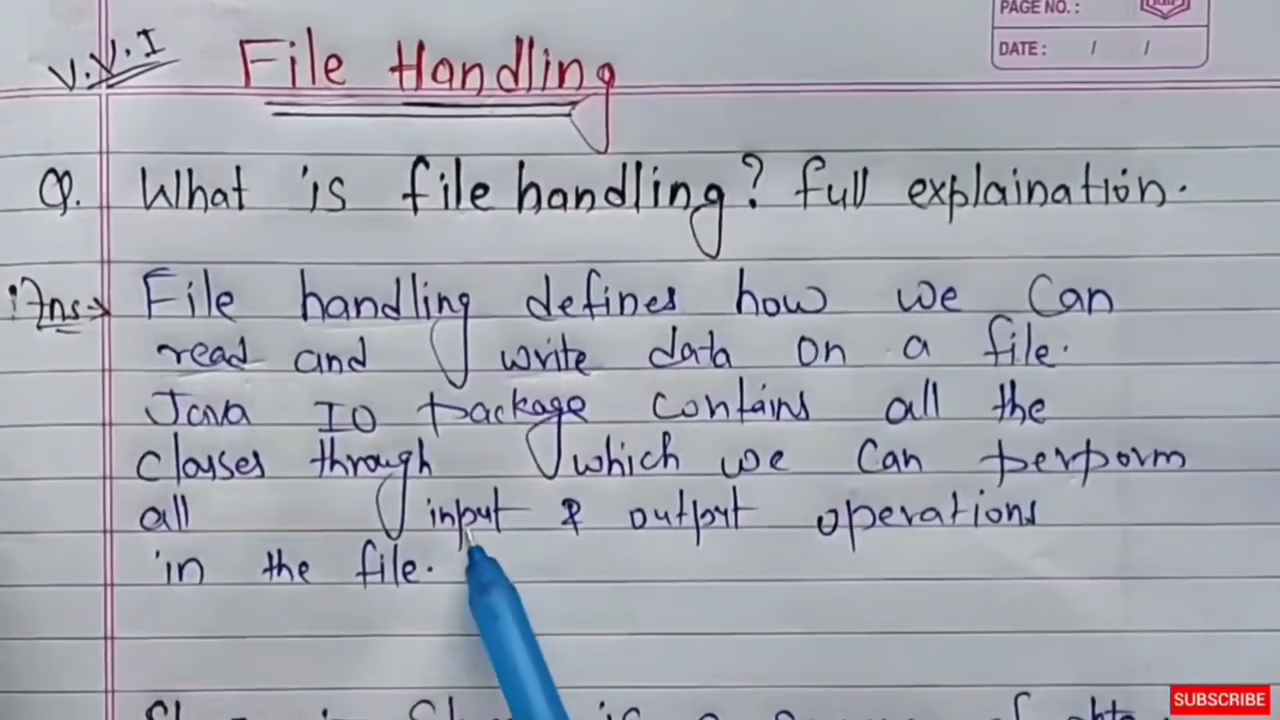 PAGE NO. :
DATE : / /
V.V.I File Handling
Q. What is file handling? full explaination.
Ans→ File handling defines how we can
read and write data on a file.
Java IO package contains all the
classes through which we can perform
all input & output operations
in the file.
SUBSCRIBE